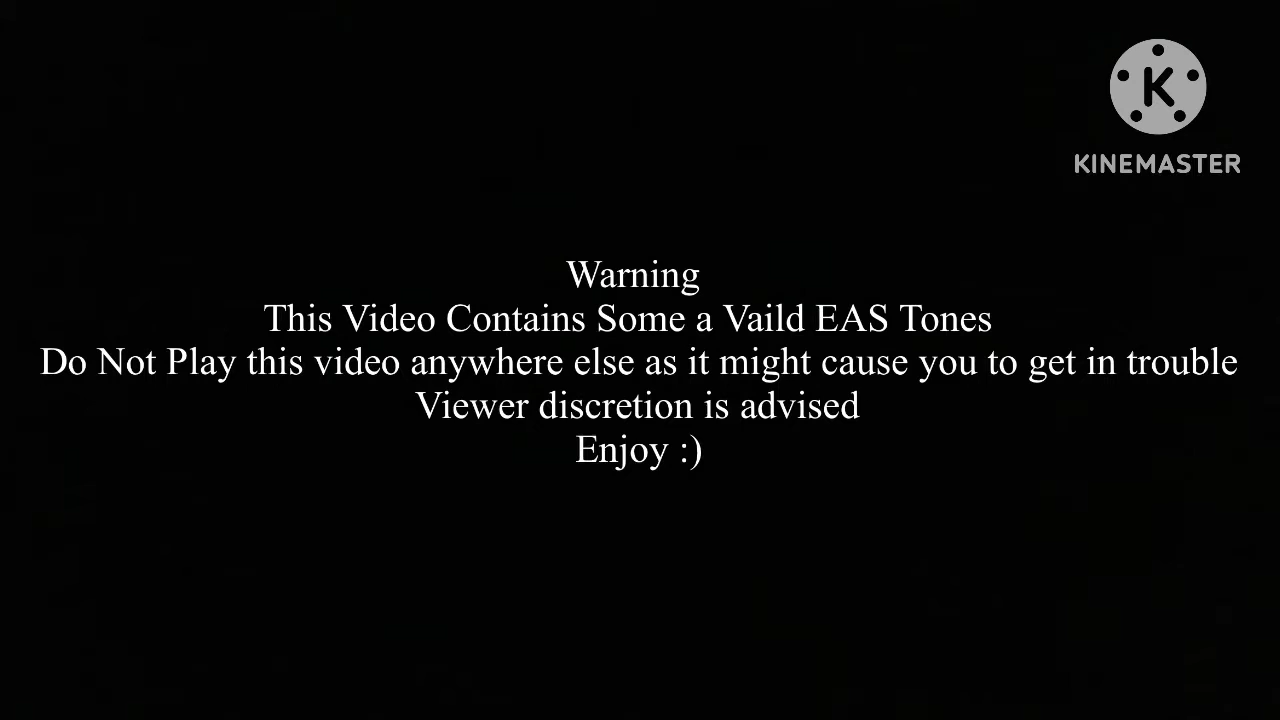 K
KINEMASTER
Warning
This Video Contains Some a Vaild EAS Tones
Do Not Play this video anywhere else as it might cause you to get in trouble
Viewer discretion is advised
Enjoy :)